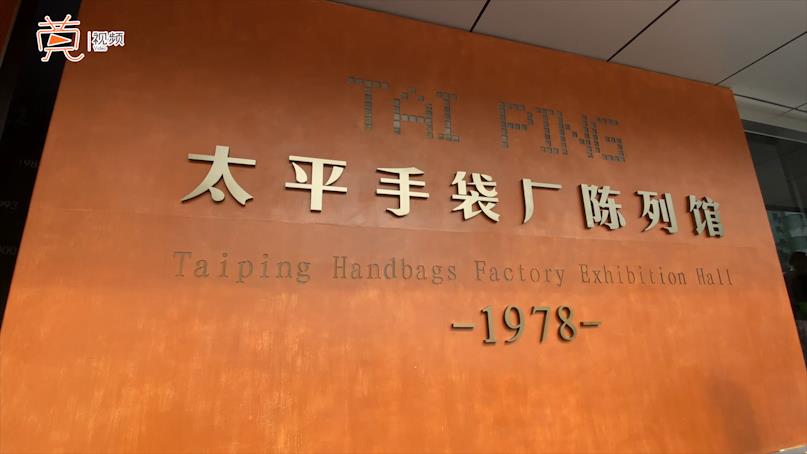 莞 视频
TAI PING
太平手袋厂陈列馆
Taiping Handbags Factory Exhibition Hall
-1978-